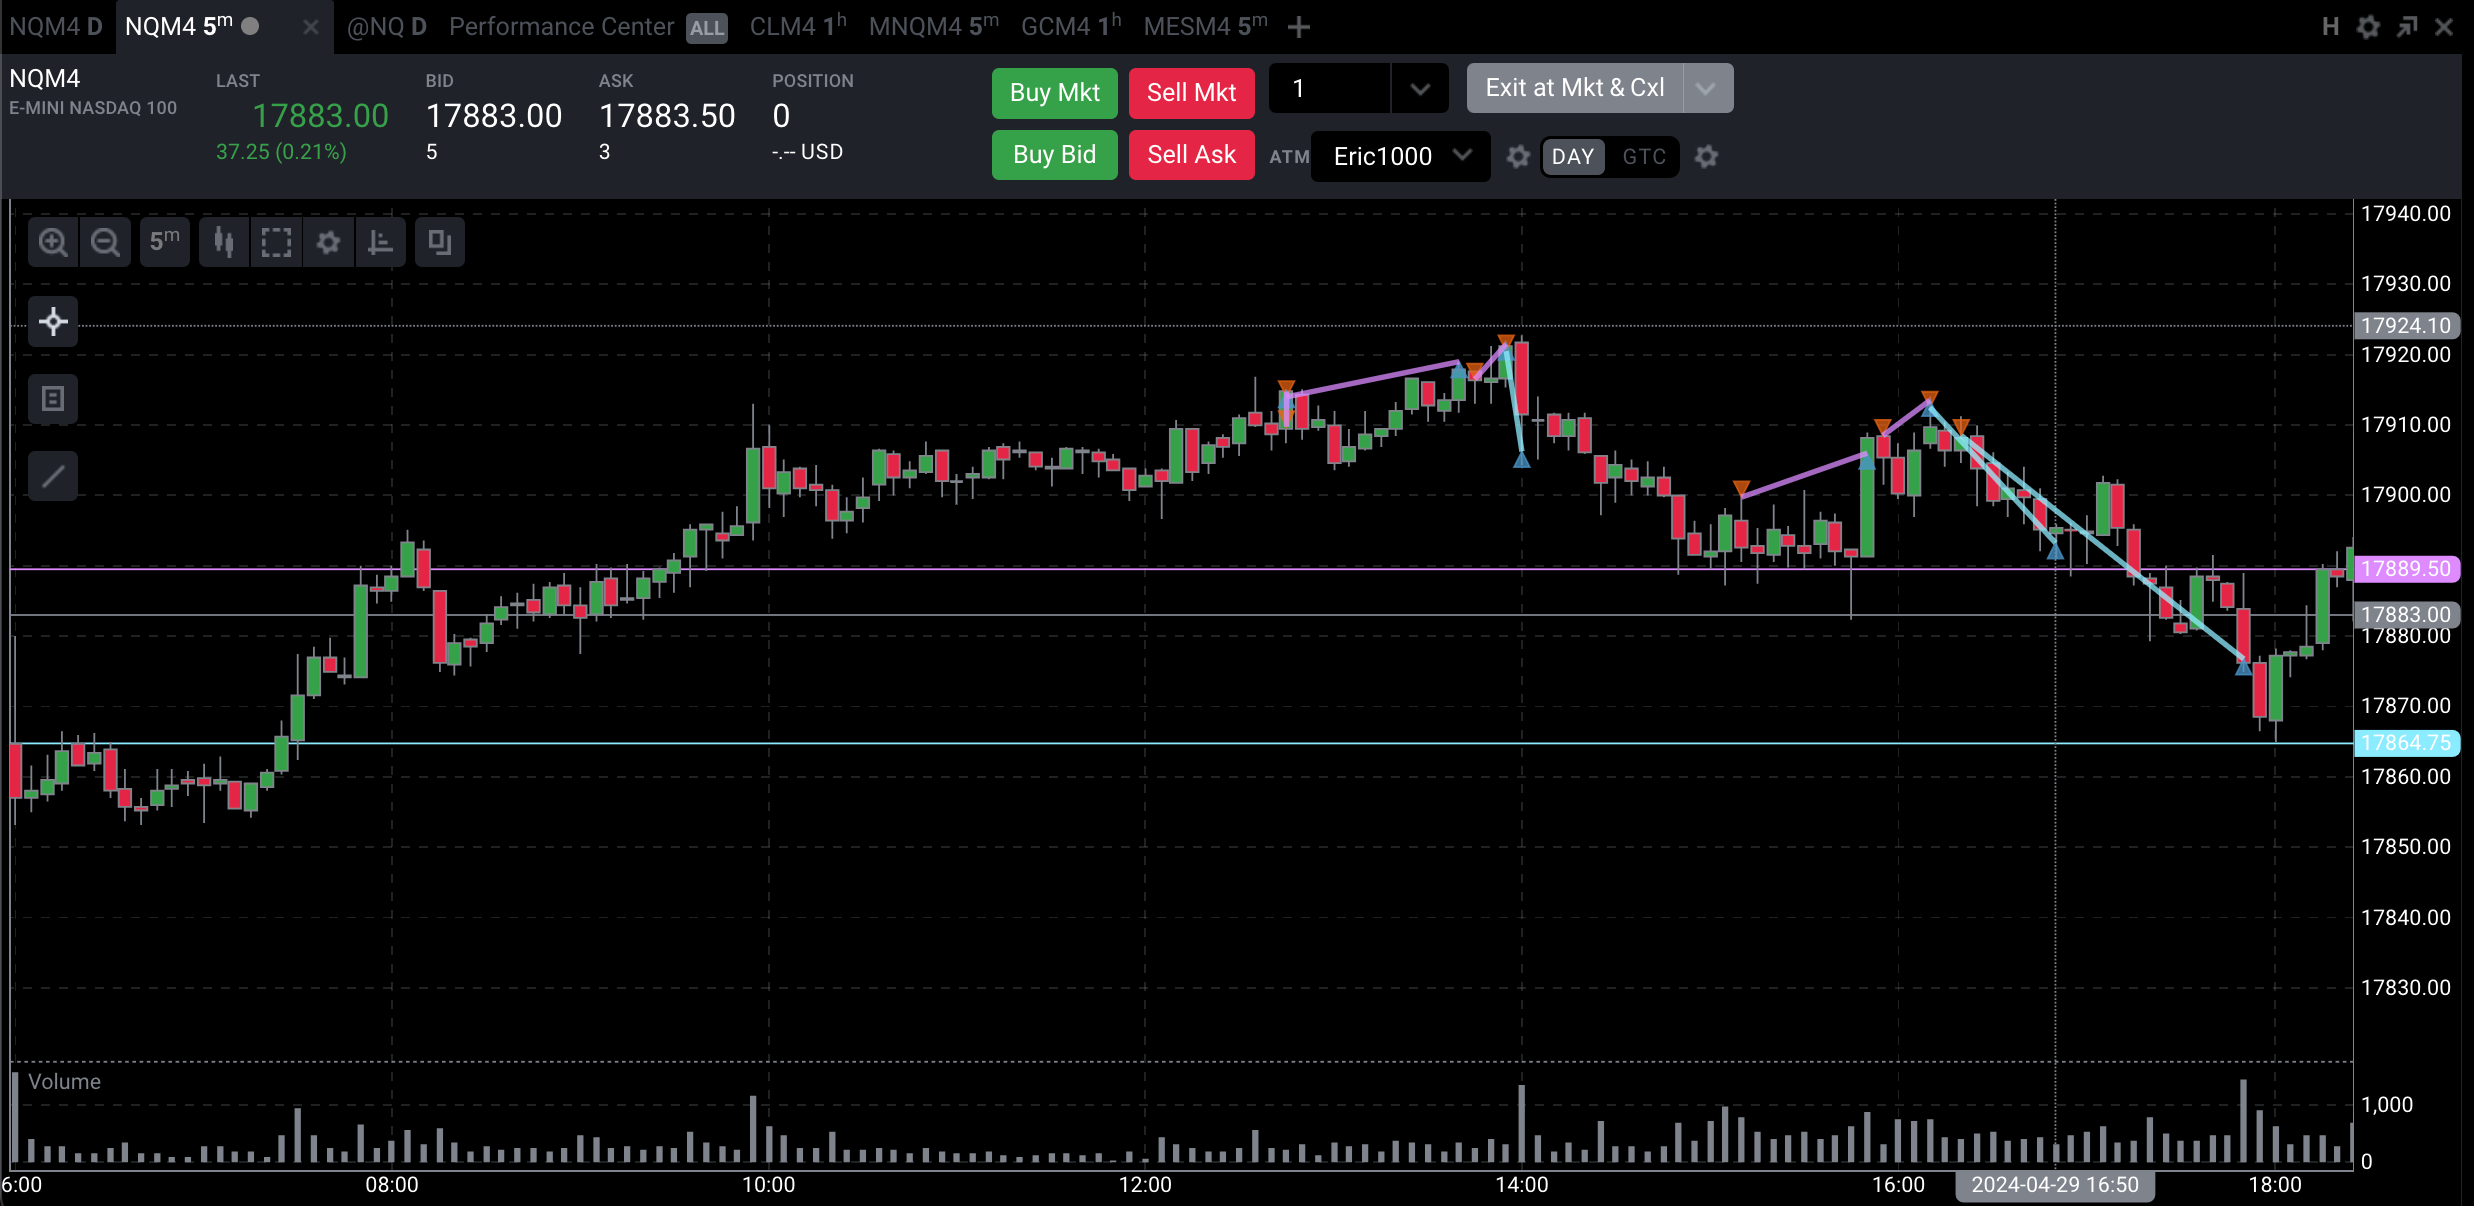 NQM4 D NQM4 5m @NQ D Performance Center ALL CLM4 1h MNQM4 5m GCM4 1h MESM4 5m + H
NQM4 LAST BID ASK POSITION
E-MINI NASDAQ 100 17883.00 17883.00 17883.50 0
37.25 (0.21%) 5 3 -.-- USD
Buy Mkt Sell Mkt 1 Exit at Mkt & Cxl
Buy Bid Sell Ask ATM Eric1000 DAY GTC
5m
17940.00
17930.00
17924.10
17920.00
17910.00
17900.00
17889.50
17883.00
17880.00
17870.00
17864.75
17860.00
17850.00
17840.00
17830.00
Volume
1,000
0
6:00 08:00 10:00 12:00 14:00 16:00 2024-04-29 16:50 18:00